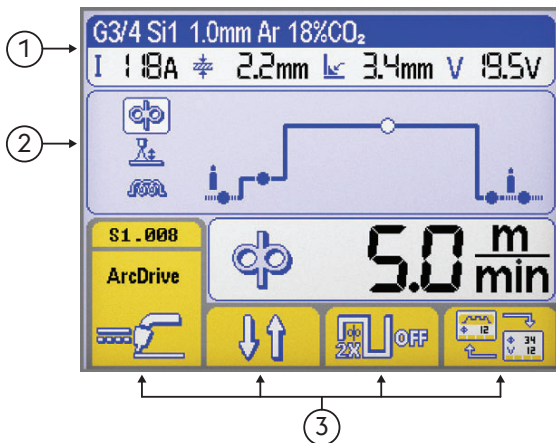 G3/4 Si1 1.0mm Ar 18%CO₂
I 118A 2.2mm 3.4mm V 19.5V
1
2
S1.008
ArcDrive
5.0 m/min
2X OFF
12
34
V 12
3